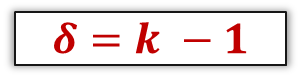 δ = k − 1